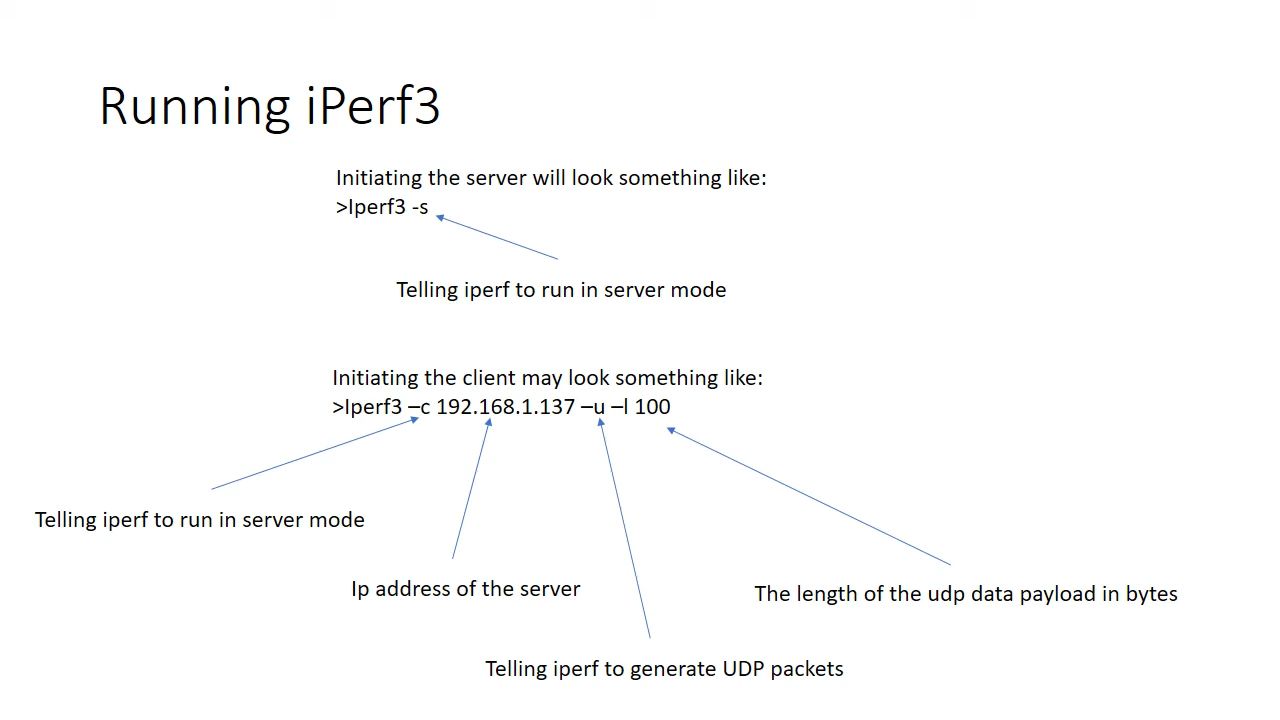 Running iPerf3
Initiating the server will look something like:
>Iperf3 -s
Telling iperf to run in server mode
Initiating the client may look something like:
>Iperf3 –c 192.168.1.137 –u –l 100
Telling iperf to run in server mode
Ip address of the server
The length of the udp data payload in bytes
Telling iperf to generate UDP packets